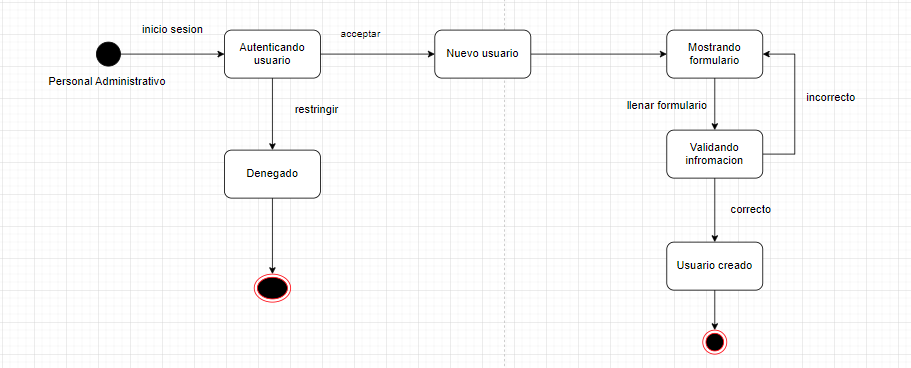 inicio sesion
acceptar
Personal Administrativo
Autenticando
usuario
Nuevo usuario
Mostrando
formulario
incorrecto
restringir
llenar formulario
Validando
infromacion
Denegado
correcto
Usuario creado